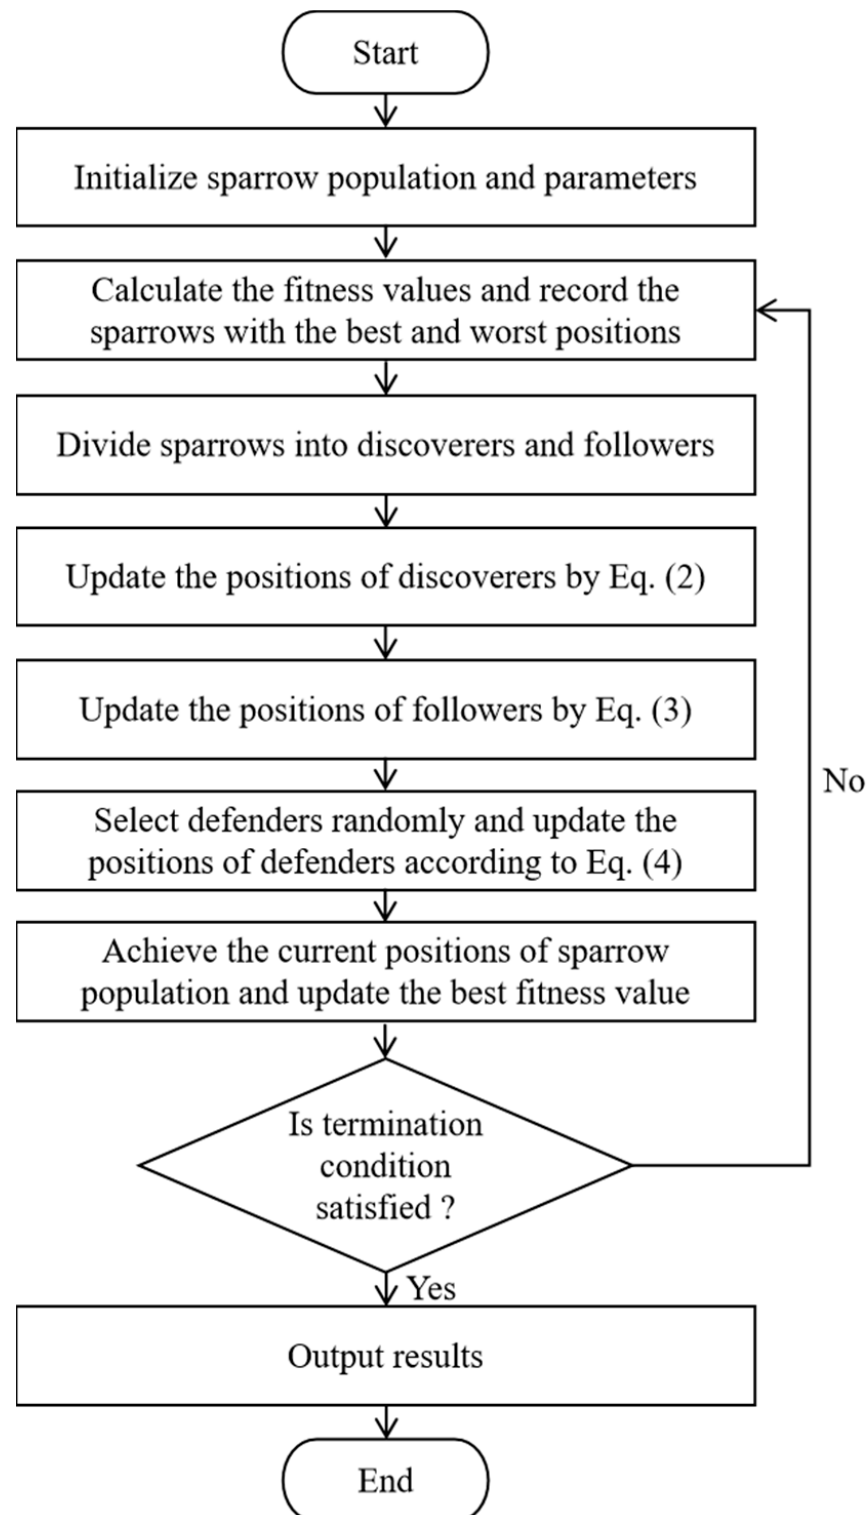 Start
Initialize sparrow population and parameters
Calculate the fitness values and record the
sparrows with the best and worst positions
Divide sparrows into discoverers and followers
Update the positions of discoverers by Eq. (2)
Update the positions of followers by Eq. (3)
No
Select defenders randomly and update the
positions of defenders according to Eq. (4)
Achieve the current positions of sparrow
population and update the best fitness value
Is termination
condition
satisfied ?
Yes
Output results
End